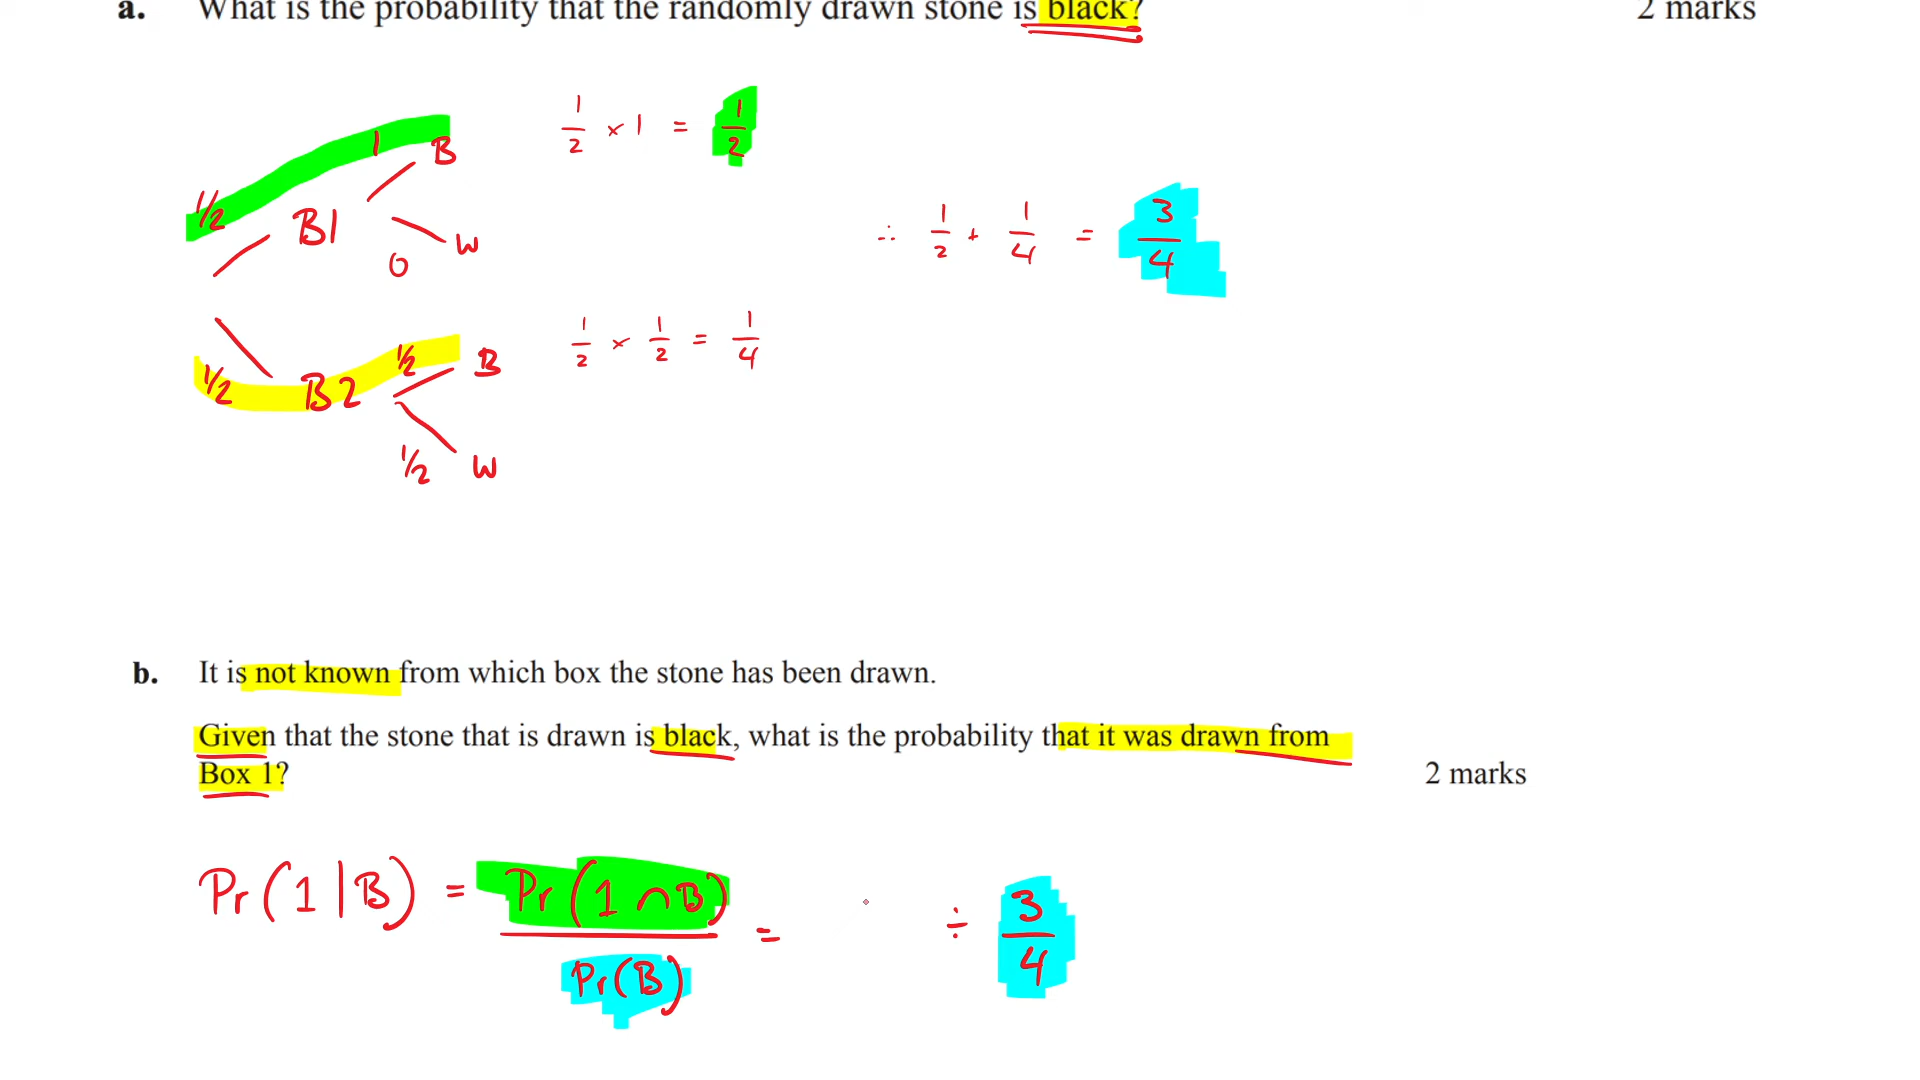 a. What is the probability that the randomly drawn stone is black? 2 marks
1/2 × 1 = 1/2
1 B
1/2 B1
0 W
∴ 1/2 + 1/4 = 3/4
1/2 × 1/2 = 1/4
1/2 B2 1/2 B
1/2 W
b. It is not known from which box the stone has been drawn.
Given that the stone that is drawn is black, what is the probability that it was drawn from
Box 1? 2 marks
Pr(1|B) = Pr(1∩B) / Pr(B) = ÷ 3/4